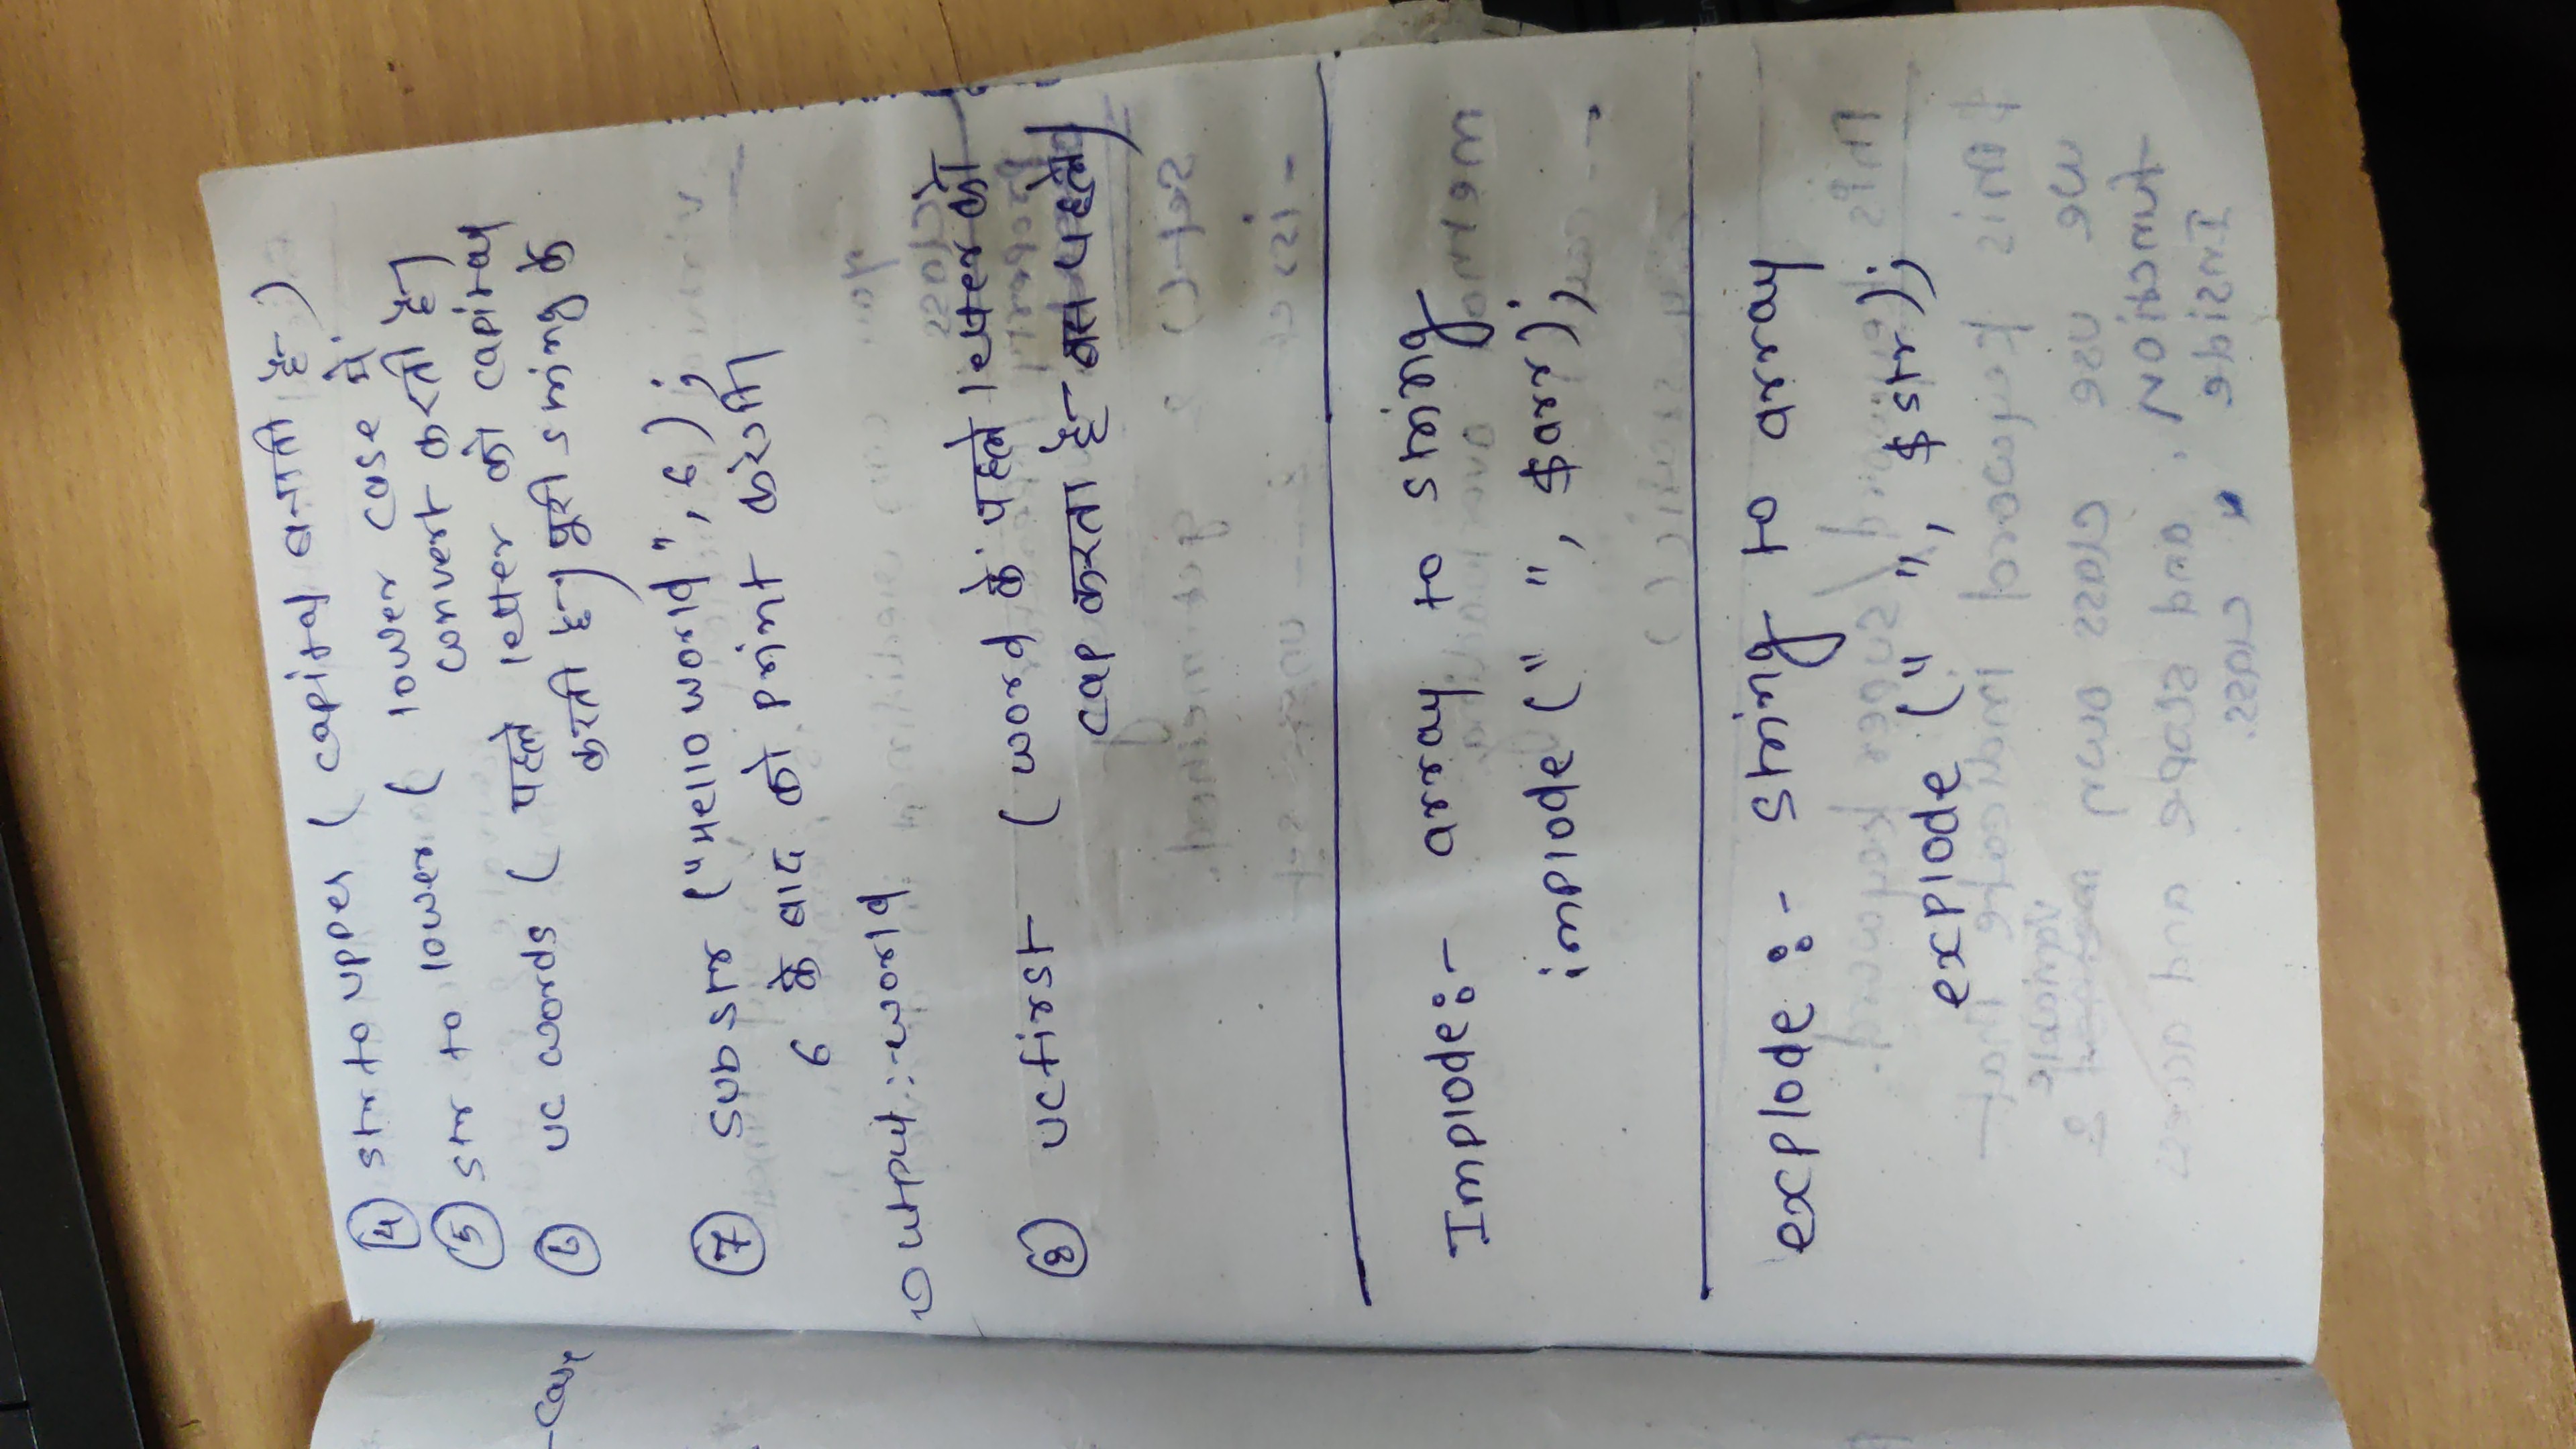 ④ str to upper ( capital बनाती है )
⑤ str to lower ( lower case में
convert करती है)
⑥ uc words ( पहले letter को capital
करती है) पूरी string के
⑦ substr ("Hello world", 6);
6 के बाद को print करेगी
Output:- world
⑧ ucfirst ( word के पहले letter को
cap करता है बस पहले)
Implode:- array to string
implode (" ", $arr);
explode :- string to array
explode (" ", $str);
-case